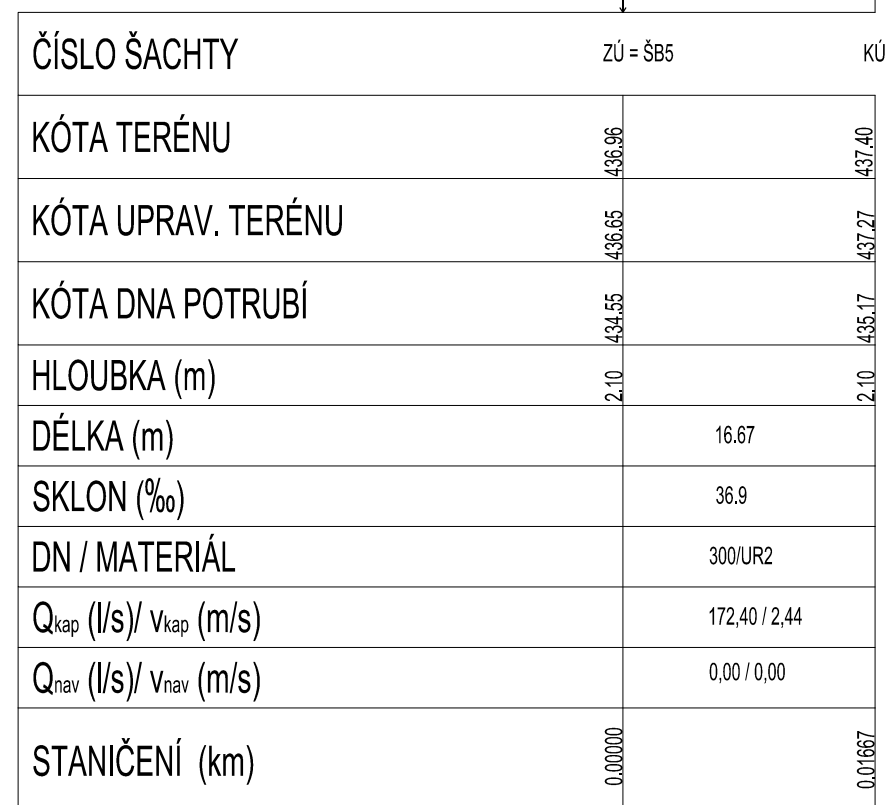 ČÍSLO ŠACHTY ZÚ = ŠB5 KÚ
KÓTA TERÉNU 436.96 437.40
KÓTA UPRAV. TERÉNU 436.65 437.27
KÓTA DNA POTRUBÍ 434.55 435.17
HLOUBKA (m) 2.10 2.10
DÉLKA (m) 16.67
SKLON (‰) 36.9
DN / MATERIÁL 300/UR2
Qkap (l/s)/ vkap (m/s) 172,40 / 2,44
Qnav (l/s)/ vnav (m/s) 0,00 / 0,00
STANIČENÍ (km) 0.00000 0.01667